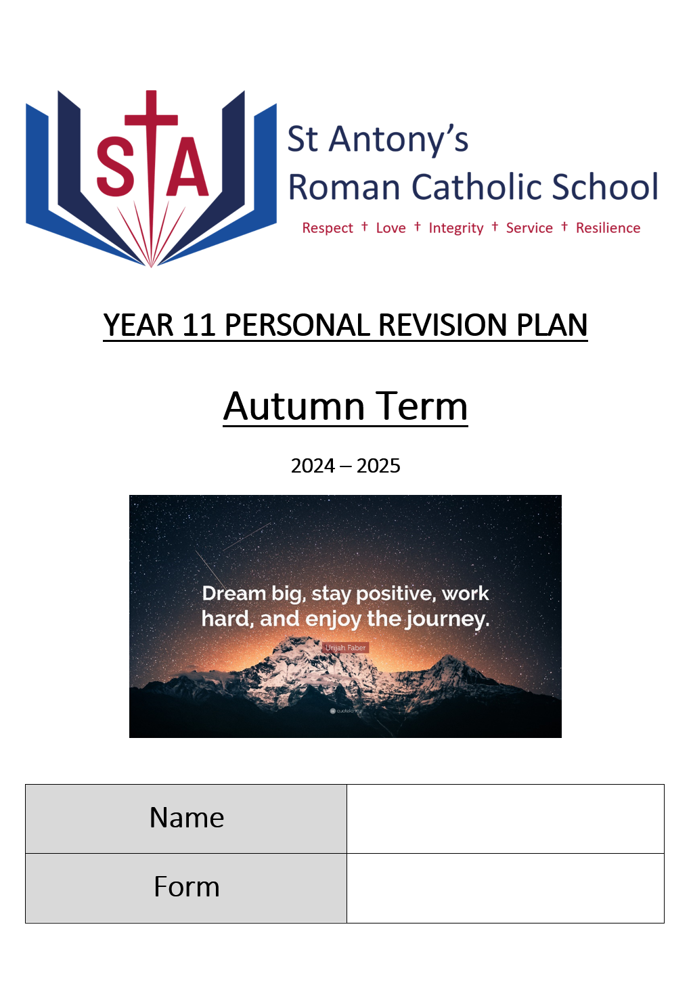 STA
St Antony’s
Roman Catholic School
Respect † Love † Integrity † Service † Resilience
YEAR 11 PERSONAL REVISION PLAN
Autumn Term
2024 – 2025
Dream big, stay positive, work
hard, and enjoy the journey.
Urijah Faber
quotefancy
Name
Form